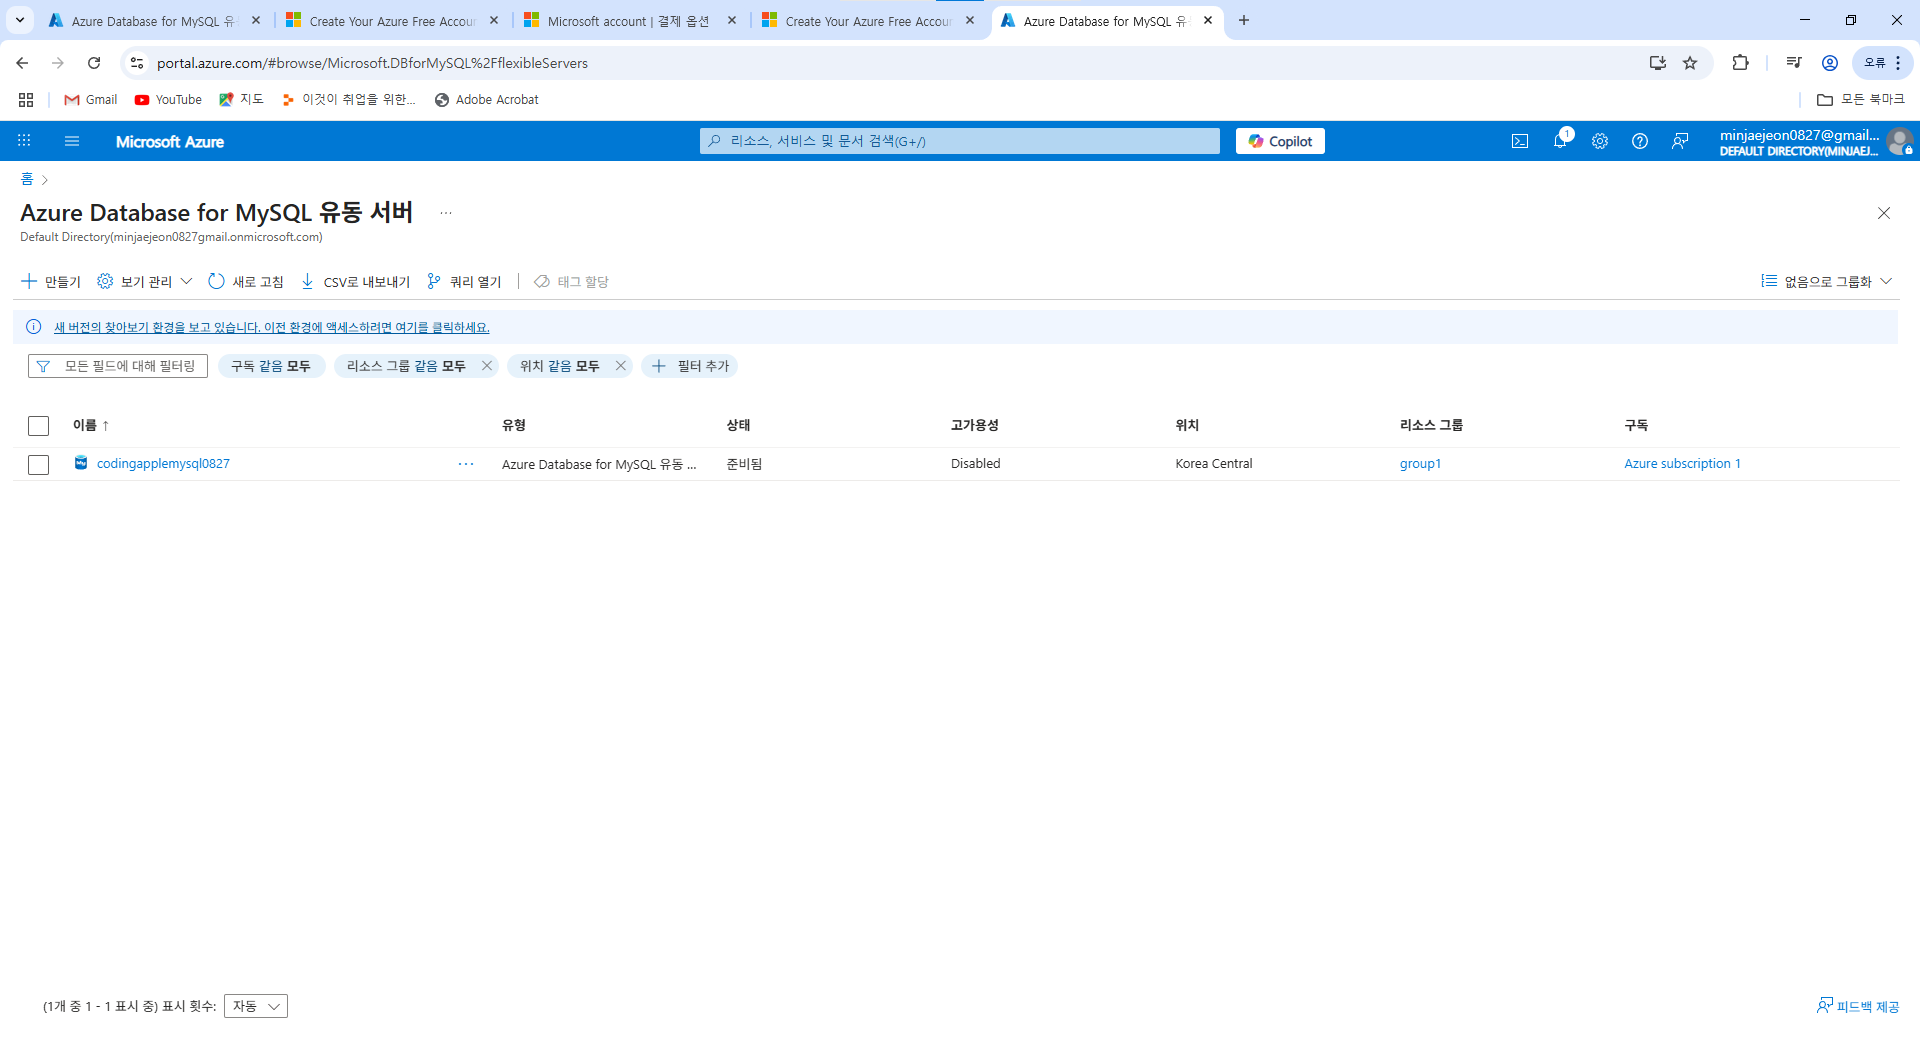 Azure Database for MySQL 유
Create Your Azure Free Accou
Microsoft account | 결제 옵션
Create Your Azure Free Accou
Azure Database for MySQL 유
portal.azure.com/#browse/Microsoft.DBforMySQL%2FflexibleServers
오류
Gmail
YouTube
지도
이것이 취업을 위한...
Adobe Acrobat
모든 북마크
Microsoft Azure
리소스, 서비스 및 문서 검색(G+/)
Copilot
1
minjaejeon0827@gmail...
DEFAULT DIRECTORY(MINJAEJ...
홈
Azure Database for MySQL 유동 서버 ...
Default Directory(minjaejeon0827gmail.onmicrosoft.com)
만들기
보기 관리
새로 고침
CSV로 내보내기
쿼리 열기
태그 할당
없음으로 그룹화
새 버전의 찾아보기 환경을 보고 있습니다. 이전 환경에 액세스하려면 여기를 클릭하세요.
모든 필드에 대해 필터링
구독 같음 모두
리소스 그룹 같음 모두
위치 같음 모두
필터 추가
이름 ↑ 유형 상태 고가용성 위치 리소스 그룹 구독
codingapplemysql0827 ... Azure Database for MySQL 유동 ... 준비됨 Disabled Korea Central group1 Azure subscription 1
(1개 중 1 - 1 표시 중) 표시 횟수: 자동
피드백 제공